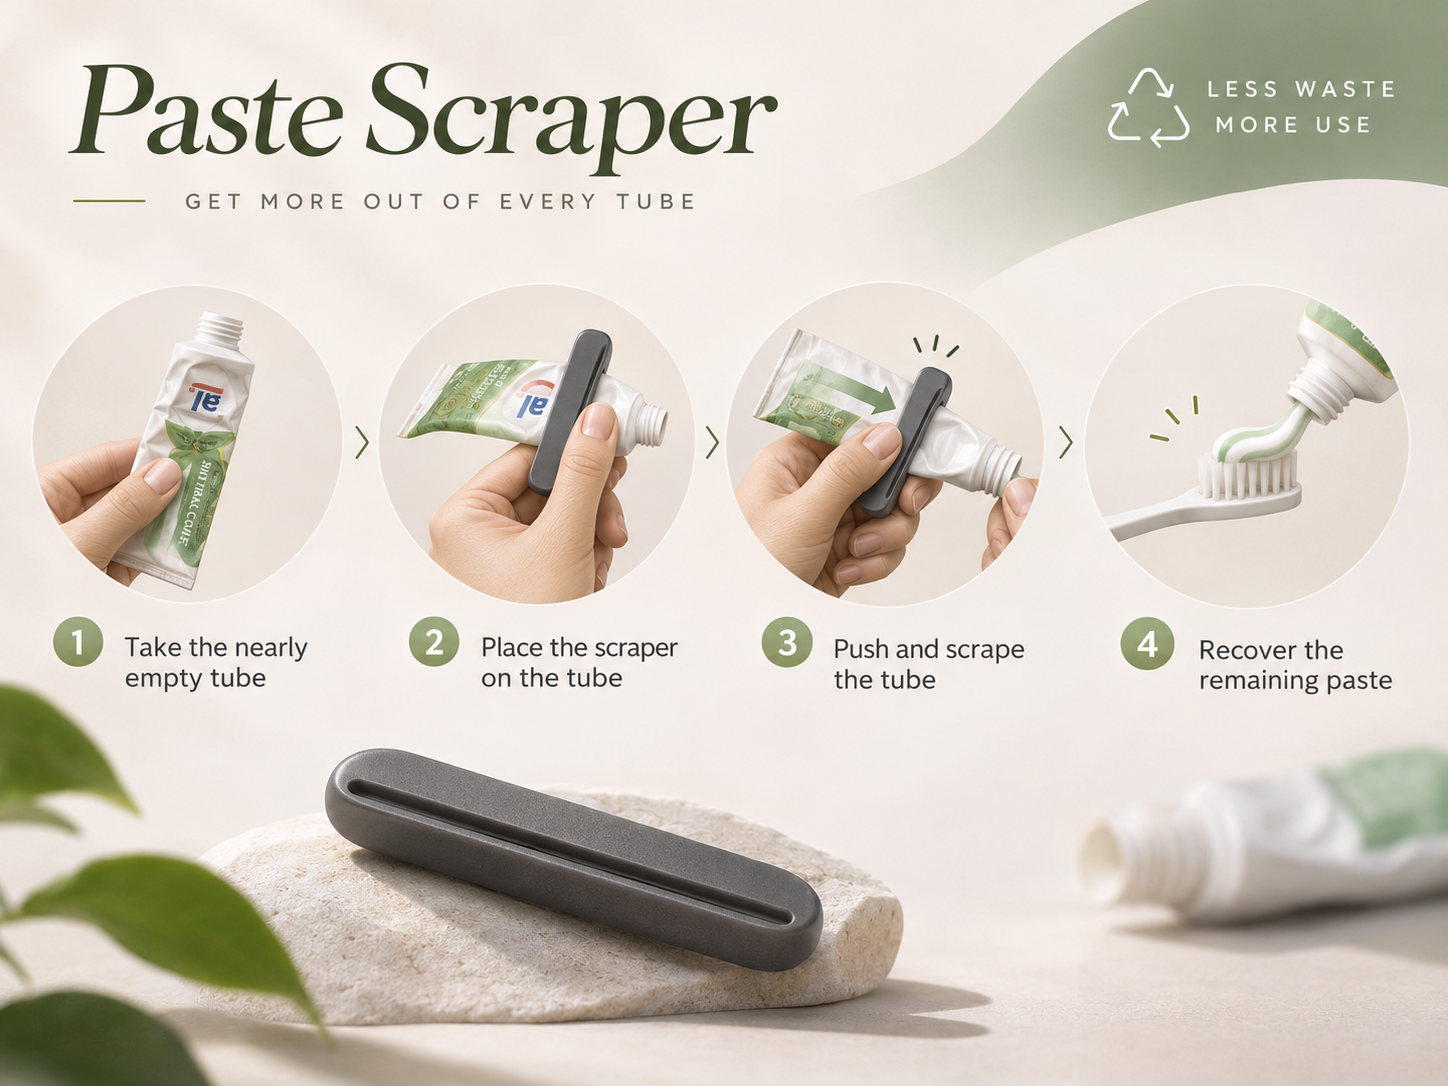 Paste Scraper
GET MORE OUT OF EVERY TUBE
LESS WASTE
MORE USE
1 Take the nearly
empty tube
2 Place the scraper
on the tube
3 Push and scrape
the tube
4 Recover the
remaining paste